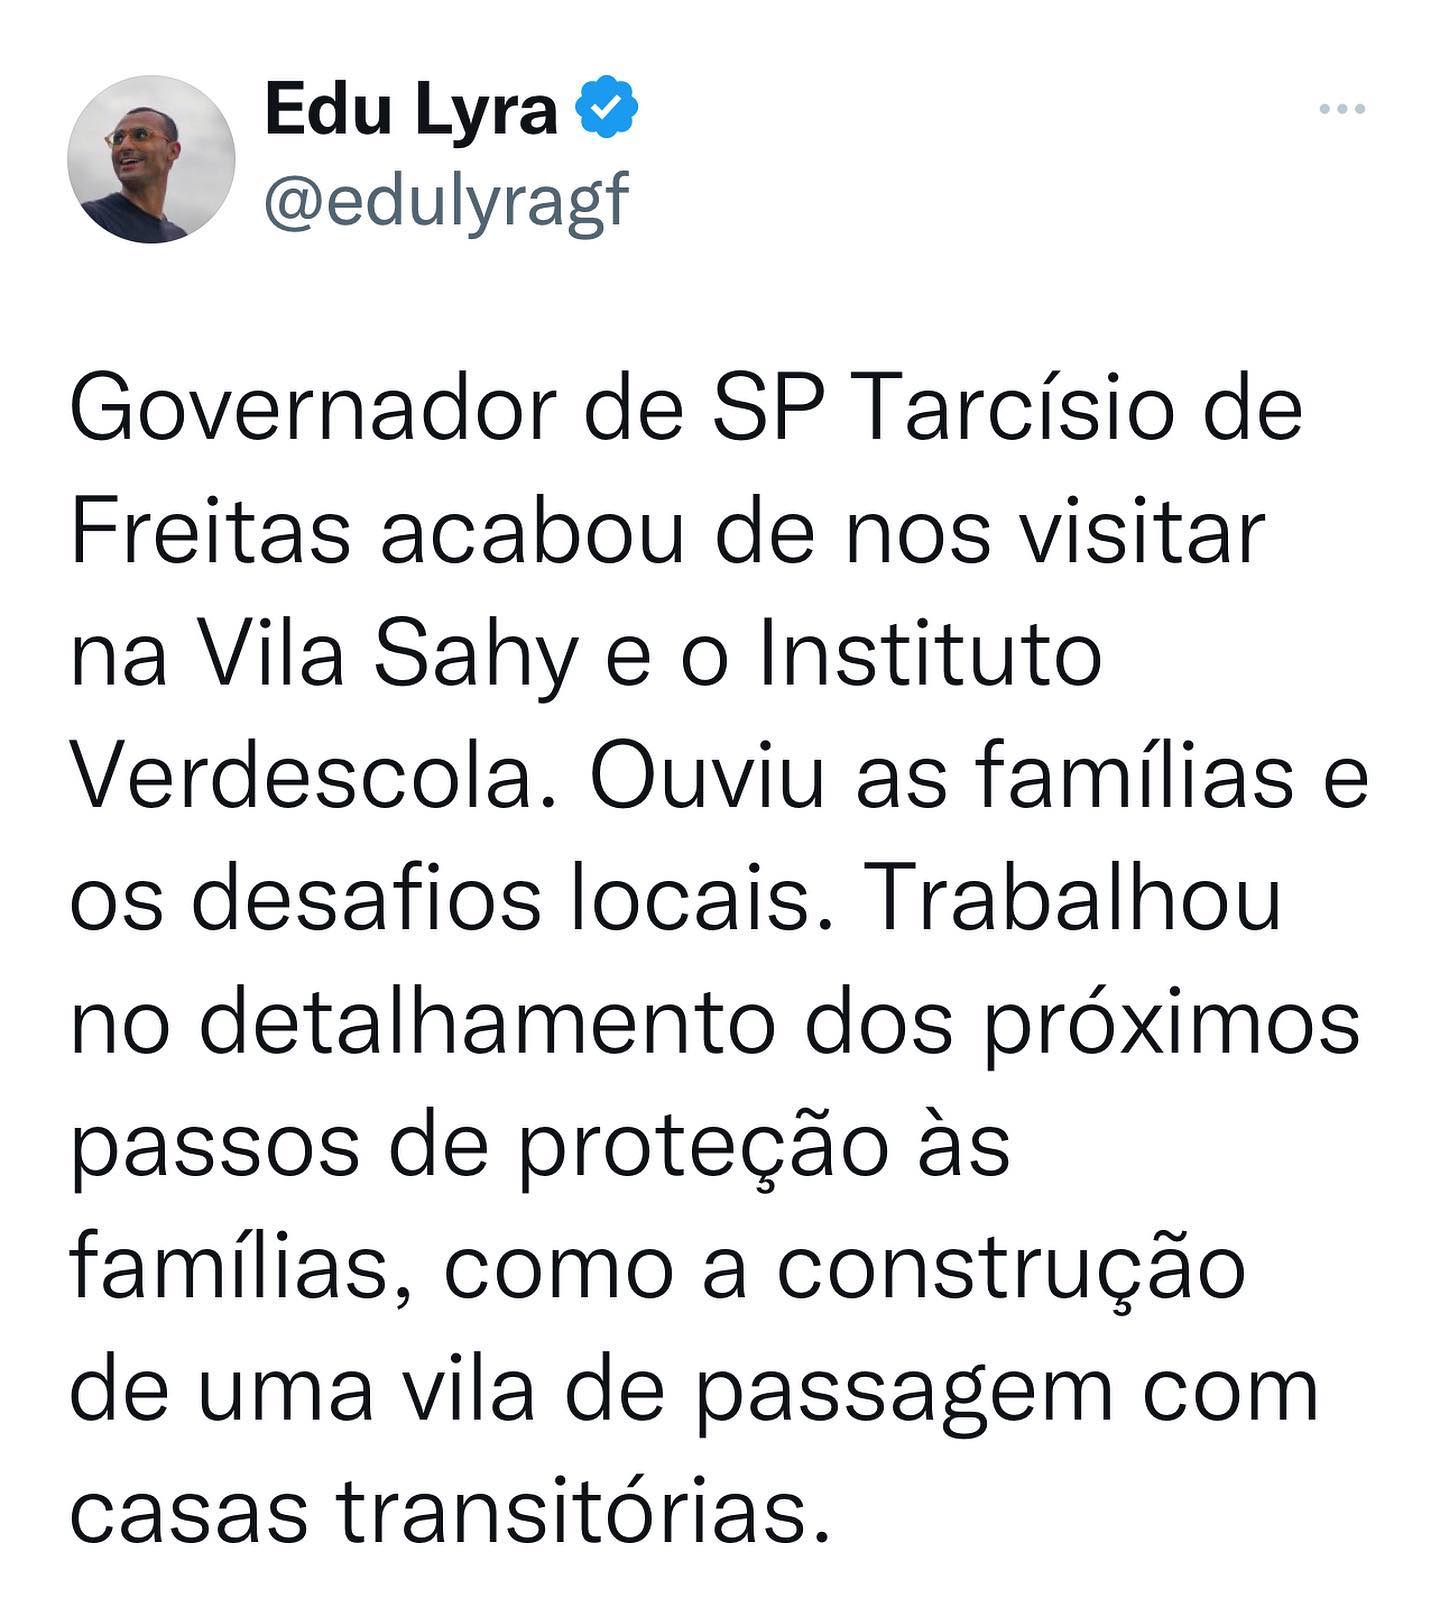 Edu Lyra
@edulyragf
Governador de SP Tarcísio de
Freitas acabou de nos visitar
na Vila Sahy e o Instituto
Verdescola. Ouviu as famílias e
os desafios locais. Trabalhou
no detalhamento dos próximos
passos de proteção às
famílias, como a construção
de uma vila de passagem com
casas transitórias.